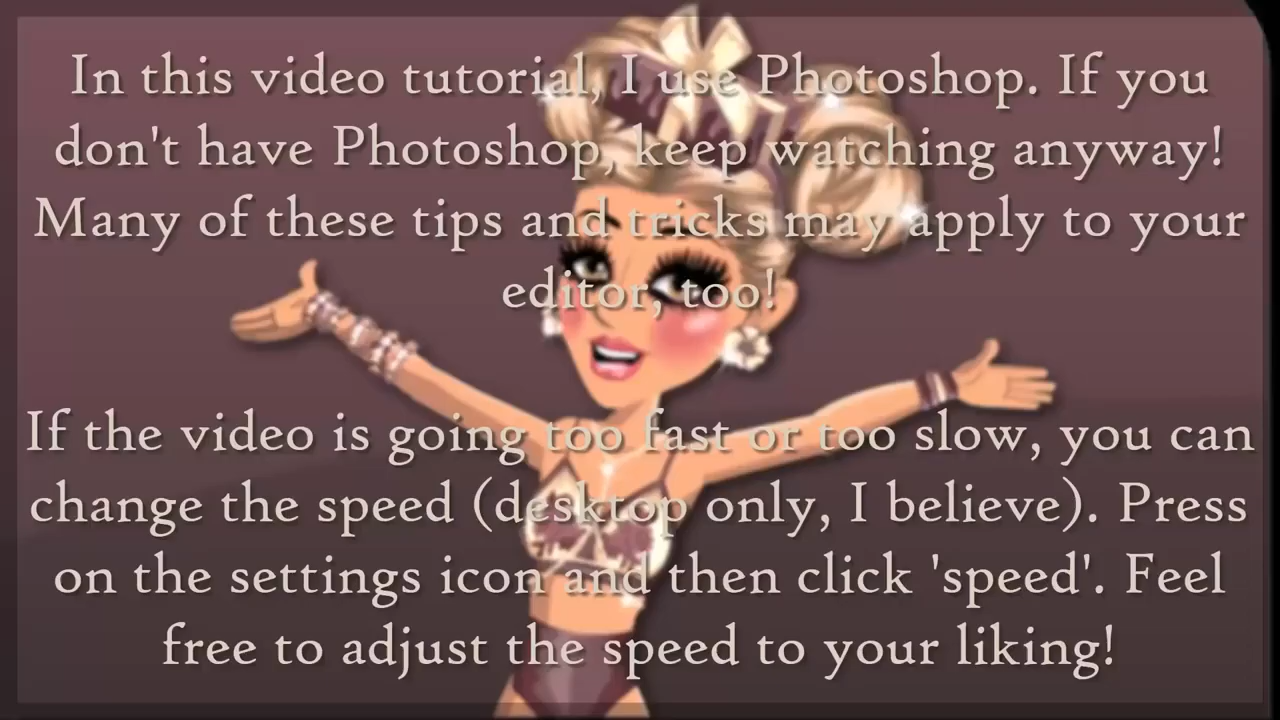 In this video tutorial, I use Photoshop. If you
don't have Photoshop, keep watching anyway!
Many of these tips and tricks may apply to your
editor, too!
If the video is going too fast or too slow, you can
change the speed (desktop only, I believe). Press
on the settings icon and then click 'speed'. Feel
free to adjust the speed to your liking!